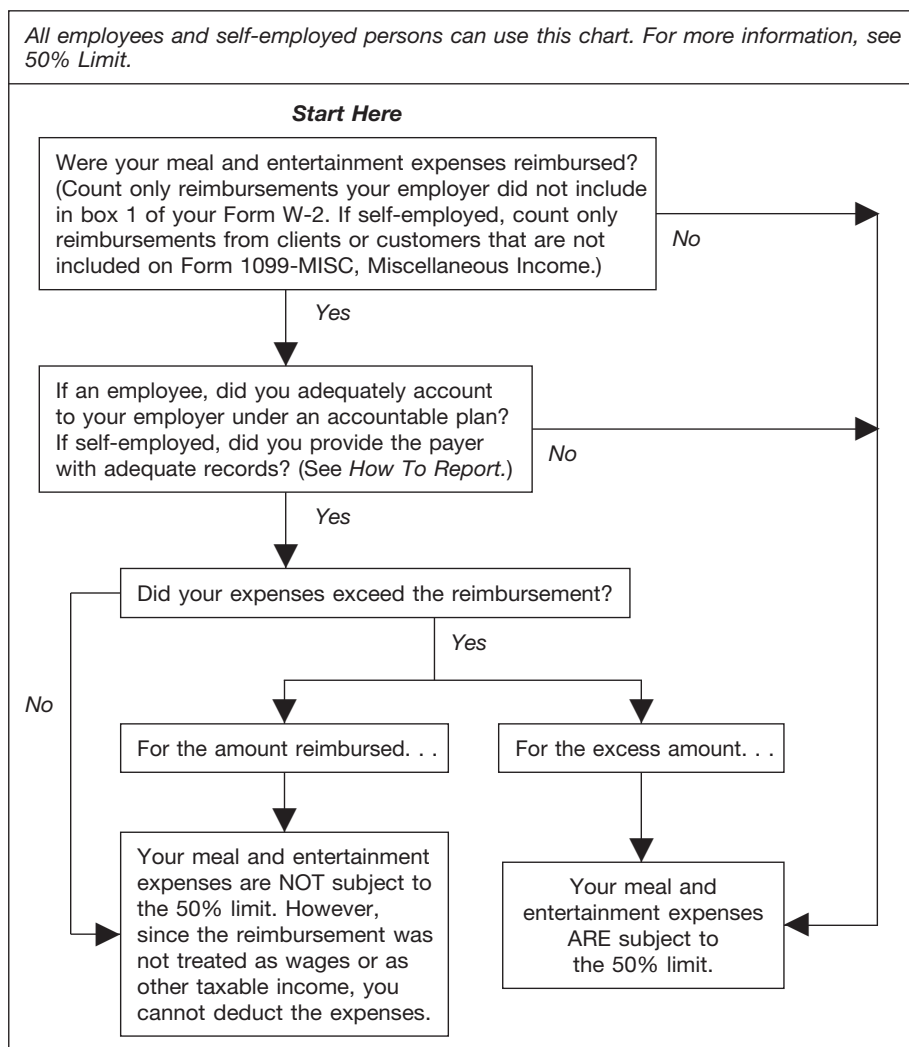 All employees and self-employed persons can use this chart. For more information, see
50% Limit.
Start Here
Were your meal and entertainment expenses reimbursed?
(Count only reimbursements your employer did not include
in box 1 of your Form W-2. If self-employed, count only
reimbursements from clients or customers that are not
included on Form 1099-MISC, Miscellaneous Income.)
No
Yes
If an employee, did you adequately account
to your employer under an accountable plan?
If self-employed, did you provide the payer
with adequate records? (See How To Report.)
No
Yes
Did your expenses exceed the reimbursement?
Yes
No
For the amount reimbursed. . .
For the excess amount. . .
Your meal and entertainment
expenses are NOT subject to
the 50% limit. However,
since the reimbursement was
not treated as wages or as
other taxable income, you
cannot deduct the expenses.
Your meal and
entertainment expenses
ARE subject to
the 50% limit.